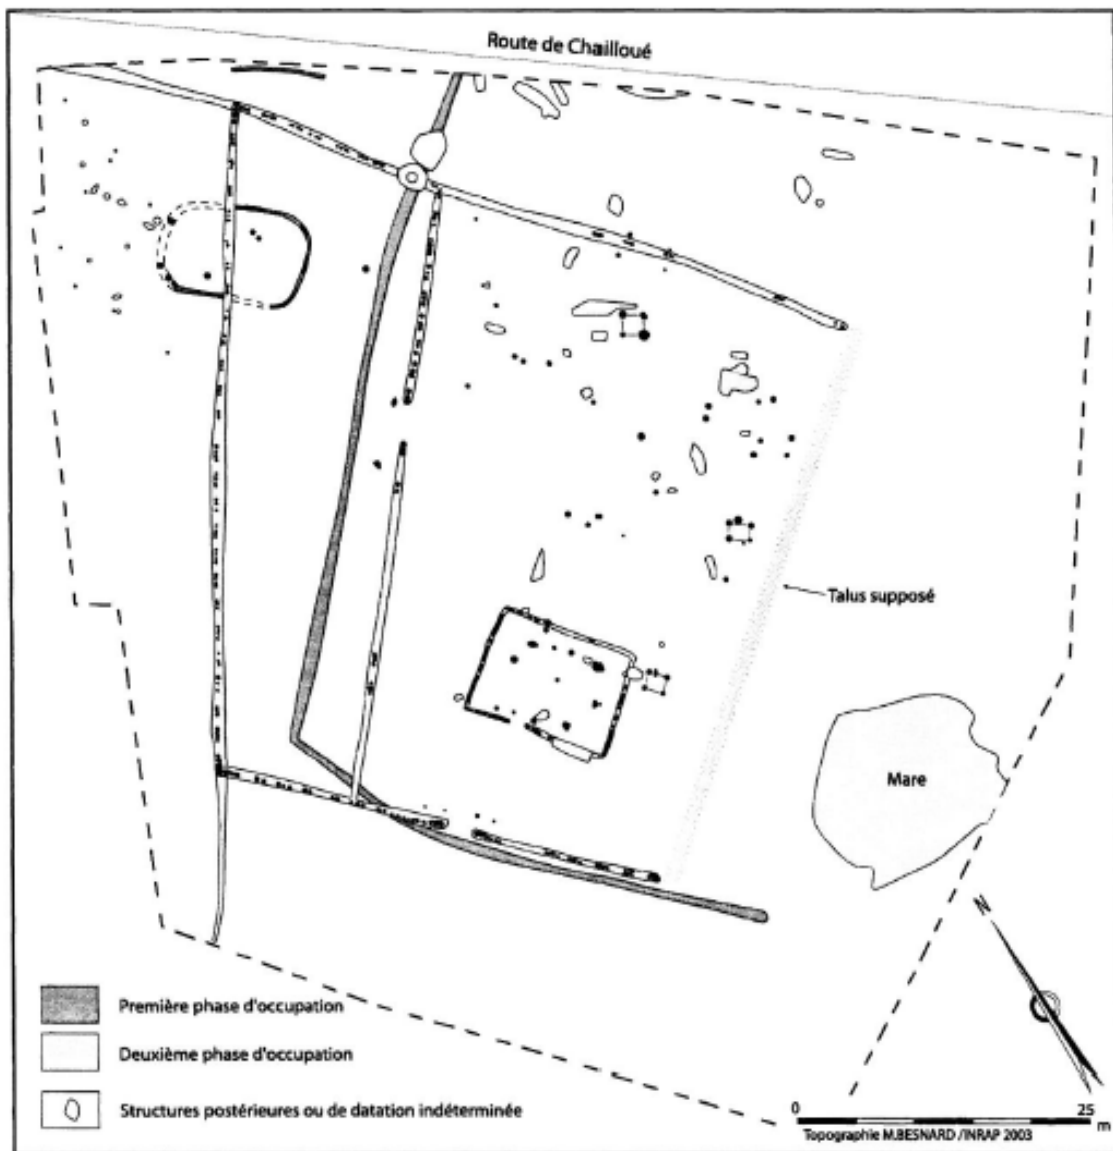 Route de Chailloué
Talus supposé
Mare
N
Première phase d'occupation
Deuxième phase d'occupation
Structures postérieures ou de datation indéterminée
0 25
m
Topographie M.BESNARD /INRAP 2003